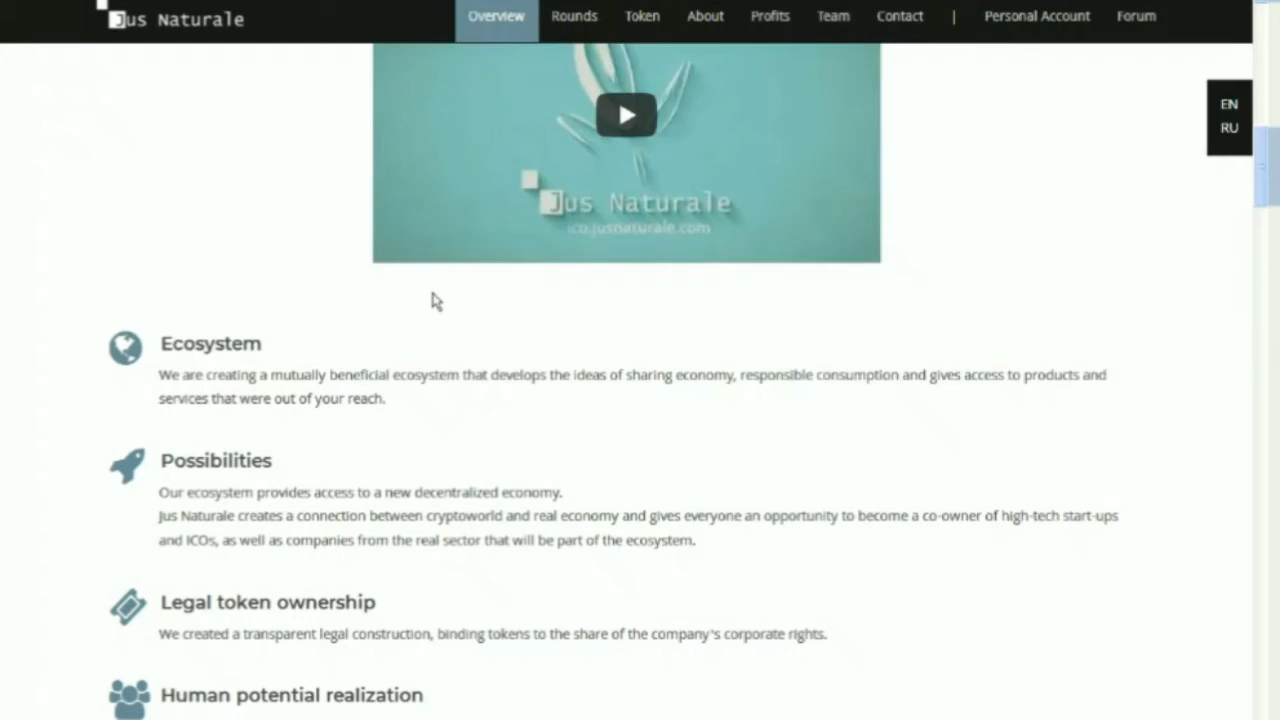 Jus Naturale
Overview Rounds Token About Profits Team Contact | Personal Account Forum
EN
RU
Jus Naturale
ico.jusnaturale.com
Ecosystem
We are creating a mutually beneficial ecosystem that develops the ideas of sharing economy, responsible consumption and gives access to products and
services that were out of your reach.
Possibilities
Our ecosystem provides access to a new decentralized economy.
Jus Naturale creates a connection between cryptoworld and real economy and gives everyone an opportunity to become a co-owner of high-tech start-ups
and ICOs, as well as companies from the real sector that will be part of the ecosystem.
Legal token ownership
We created a transparent legal construction, binding tokens to the share of the company's corporate rights.
Human potential realization